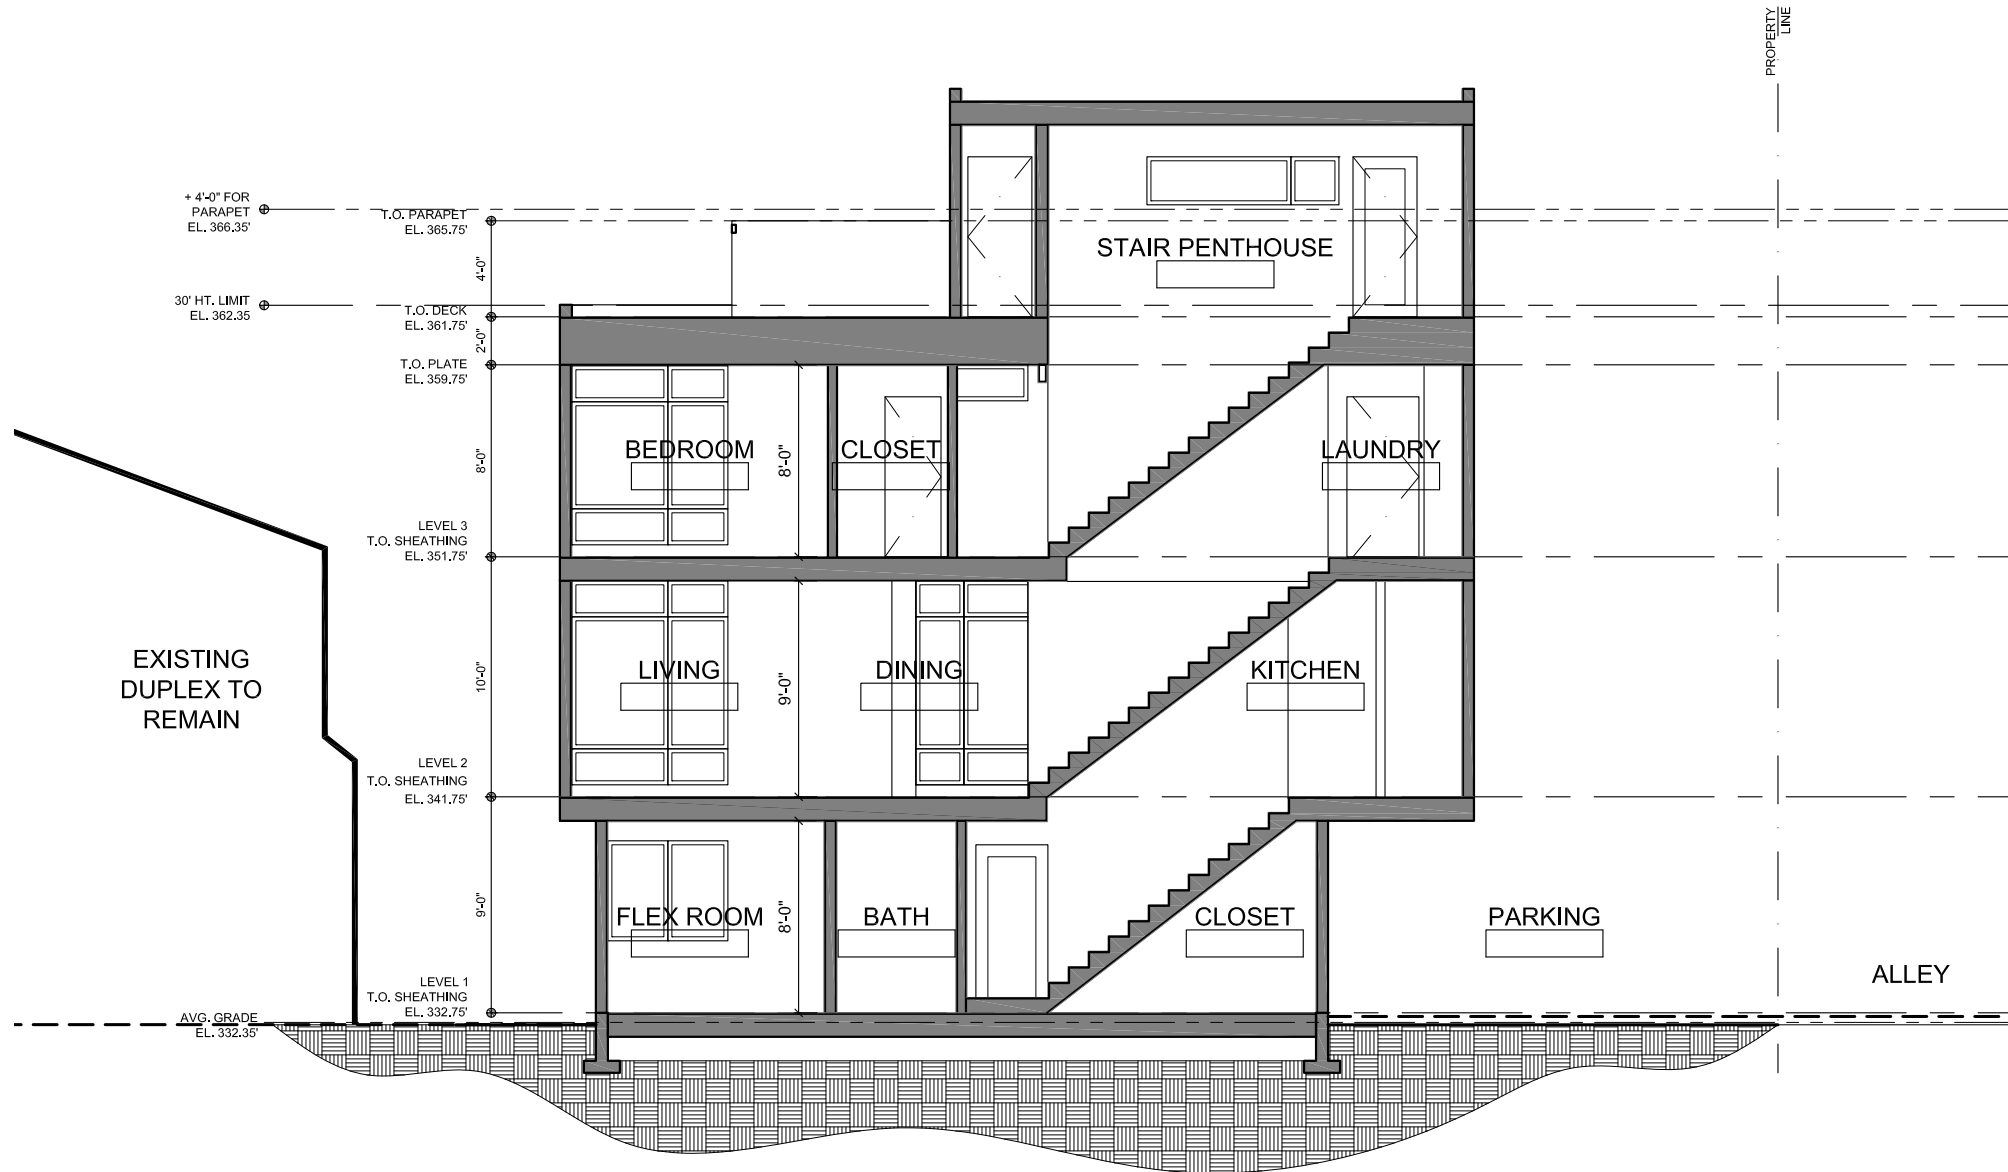 PROPERTY
LINE
+ 4'-0" FOR
PARAPET
EL. 366.35'
T.O. PARAPET
EL. 365.75'
STAIR PENTHOUSE
4'-0"
30' HT. LIMIT
EL. 362.35
T.O. DECK
EL. 361.75'
2'-0"
T.O. PLATE
EL. 359.75'
8'-0"
BEDROOM
8'-0"
CLOSET
LAUNDRY
LEVEL 3
T.O. SHEATHING
EL. 351.75'
EXISTING
DUPLEX TO
REMAIN
10'-0"
LIVING
9'-0"
DINING
KITCHEN
LEVEL 2
T.O. SHEATHING
EL. 341.75'
9'-0"
FLEX ROOM
8'-0"
BATH
CLOSET
PARKING
ALLEY
LEVEL 1
T.O. SHEATHING
EL. 332.75'
AVG. GRADE
EL. 332.35'